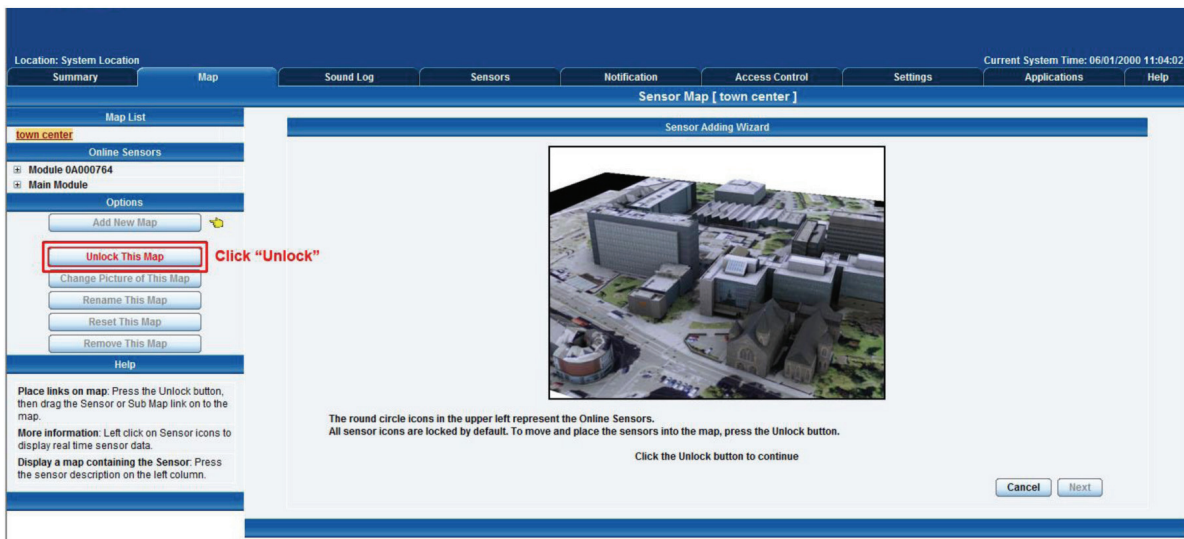 Location: System Location
Current System Time: 06/01/2000 11:04:02
Summary Map Sound Log Sensors Notification Access Control Settings Applications Help
Sensor Map [ town center ]
Map List
town center
Online Sensors
Module 0A000764
Main Module
Options
Add New Map
Unlock This Map
Click “Unlock”
Change Picture of This Map
Rename This Map
Reset This Map
Remove This Map
Help
Place links on map: Press the Unlock button,
then drag the Sensor or Sub Map link on to the
map.
More information: Left click on Sensor icons to
display real time sensor data.
Display a map containing the Sensor: Press
the sensor description on the left column.
Sensor Adding Wizard
The round circle icons in the upper left represent the Online Sensors.
All sensor icons are locked by default. To move and place the sensors into the map, press the Unlock button.
Click the Unlock button to continue
Cancel Next